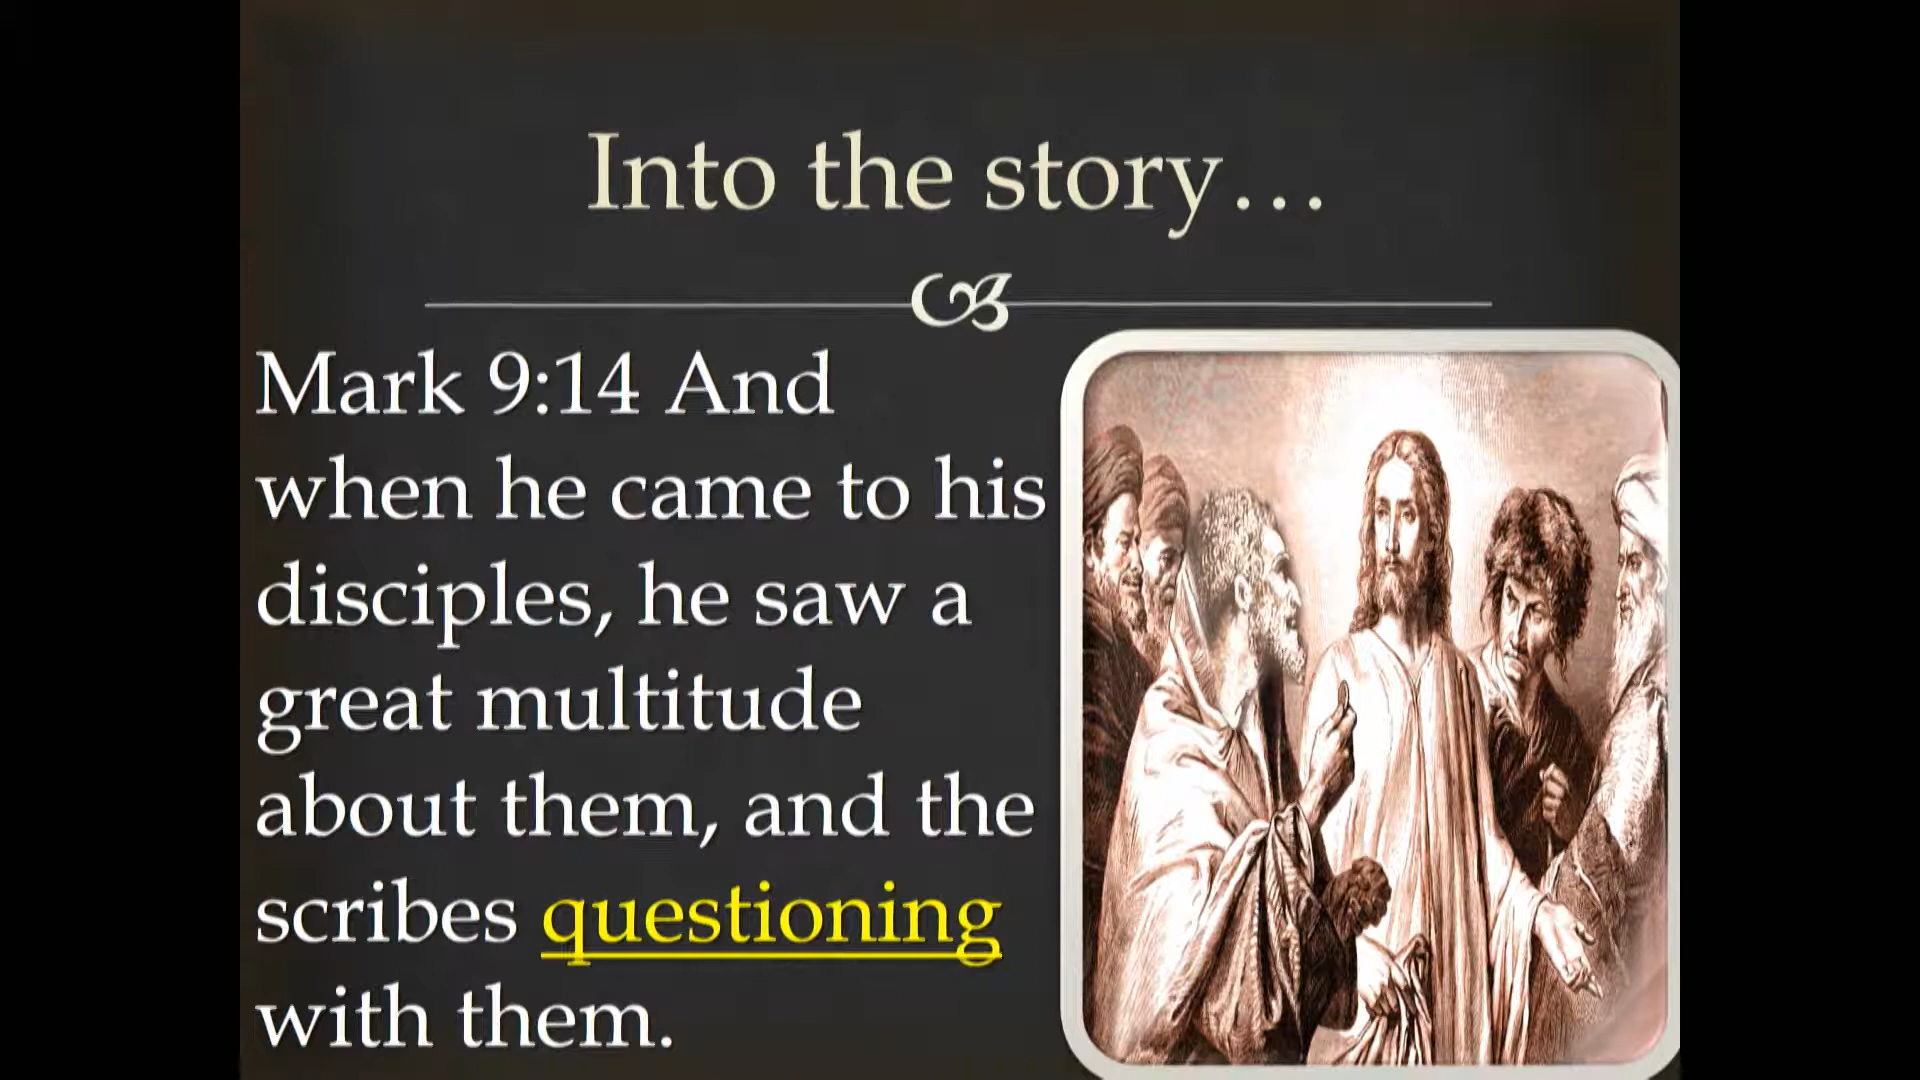 Into the story…
Mark 9:14 And
when he came to his
disciples, he saw a
great multitude
about them, and the
scribes questioning
with them.